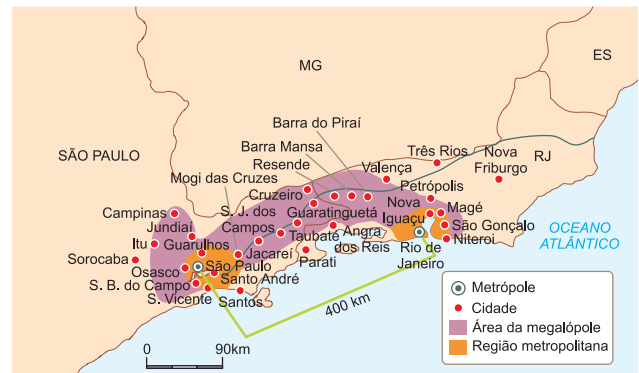 MG
ES
SÃO PAULO
RJ
Barra do Piraí
Barra Mansa
Resende
Três Rios
Nova
Friburgo
Valença
Mogi das Cruzes
Cruzeiro
Petrópolis
S. J. dos
Campos
Guaratinguetá
Nova
Iguaçu
Magé
São Gonçalo
Niteroi
Campinas
Jundiaí
Itu
Guarulhos
Taubaté
Angra
dos Reis
Rio de
Janeiro
OCEANO
ATLÂNTICO
Sorocaba
Jacareí
Parati
Osasco
São Paulo
S. B. do Campo
Santo André
S. Vicente
Santos
400 km
0
90km
Metrópole
Cidade
Área da megalópole
Região metropolitana